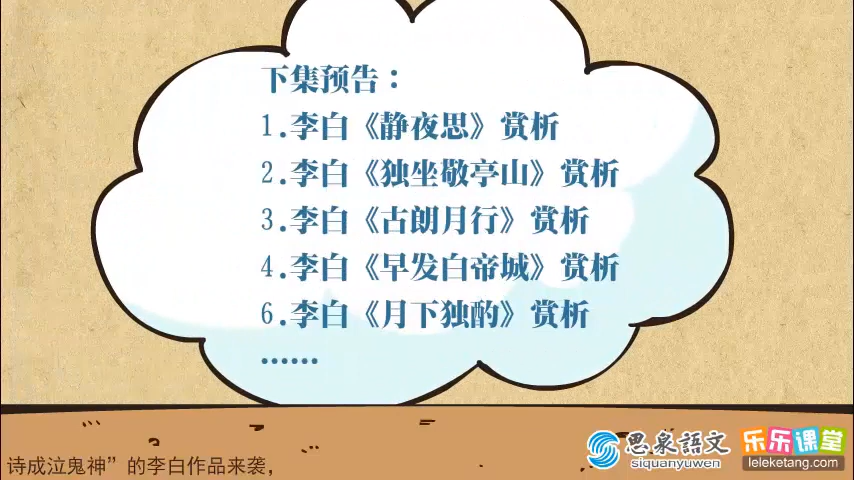 下集预告：
1.李白《静夜思》赏析
2.李白《独坐敬亭山》赏析
3.李白《古朗月行》赏析
4.李白《早发白帝城》赏析
6.李白《月下独酌》赏析
......
诗成泣鬼神”的李白作品来袭，
思泉語文
siquanyuwen
乐乐课堂
leleketang.com